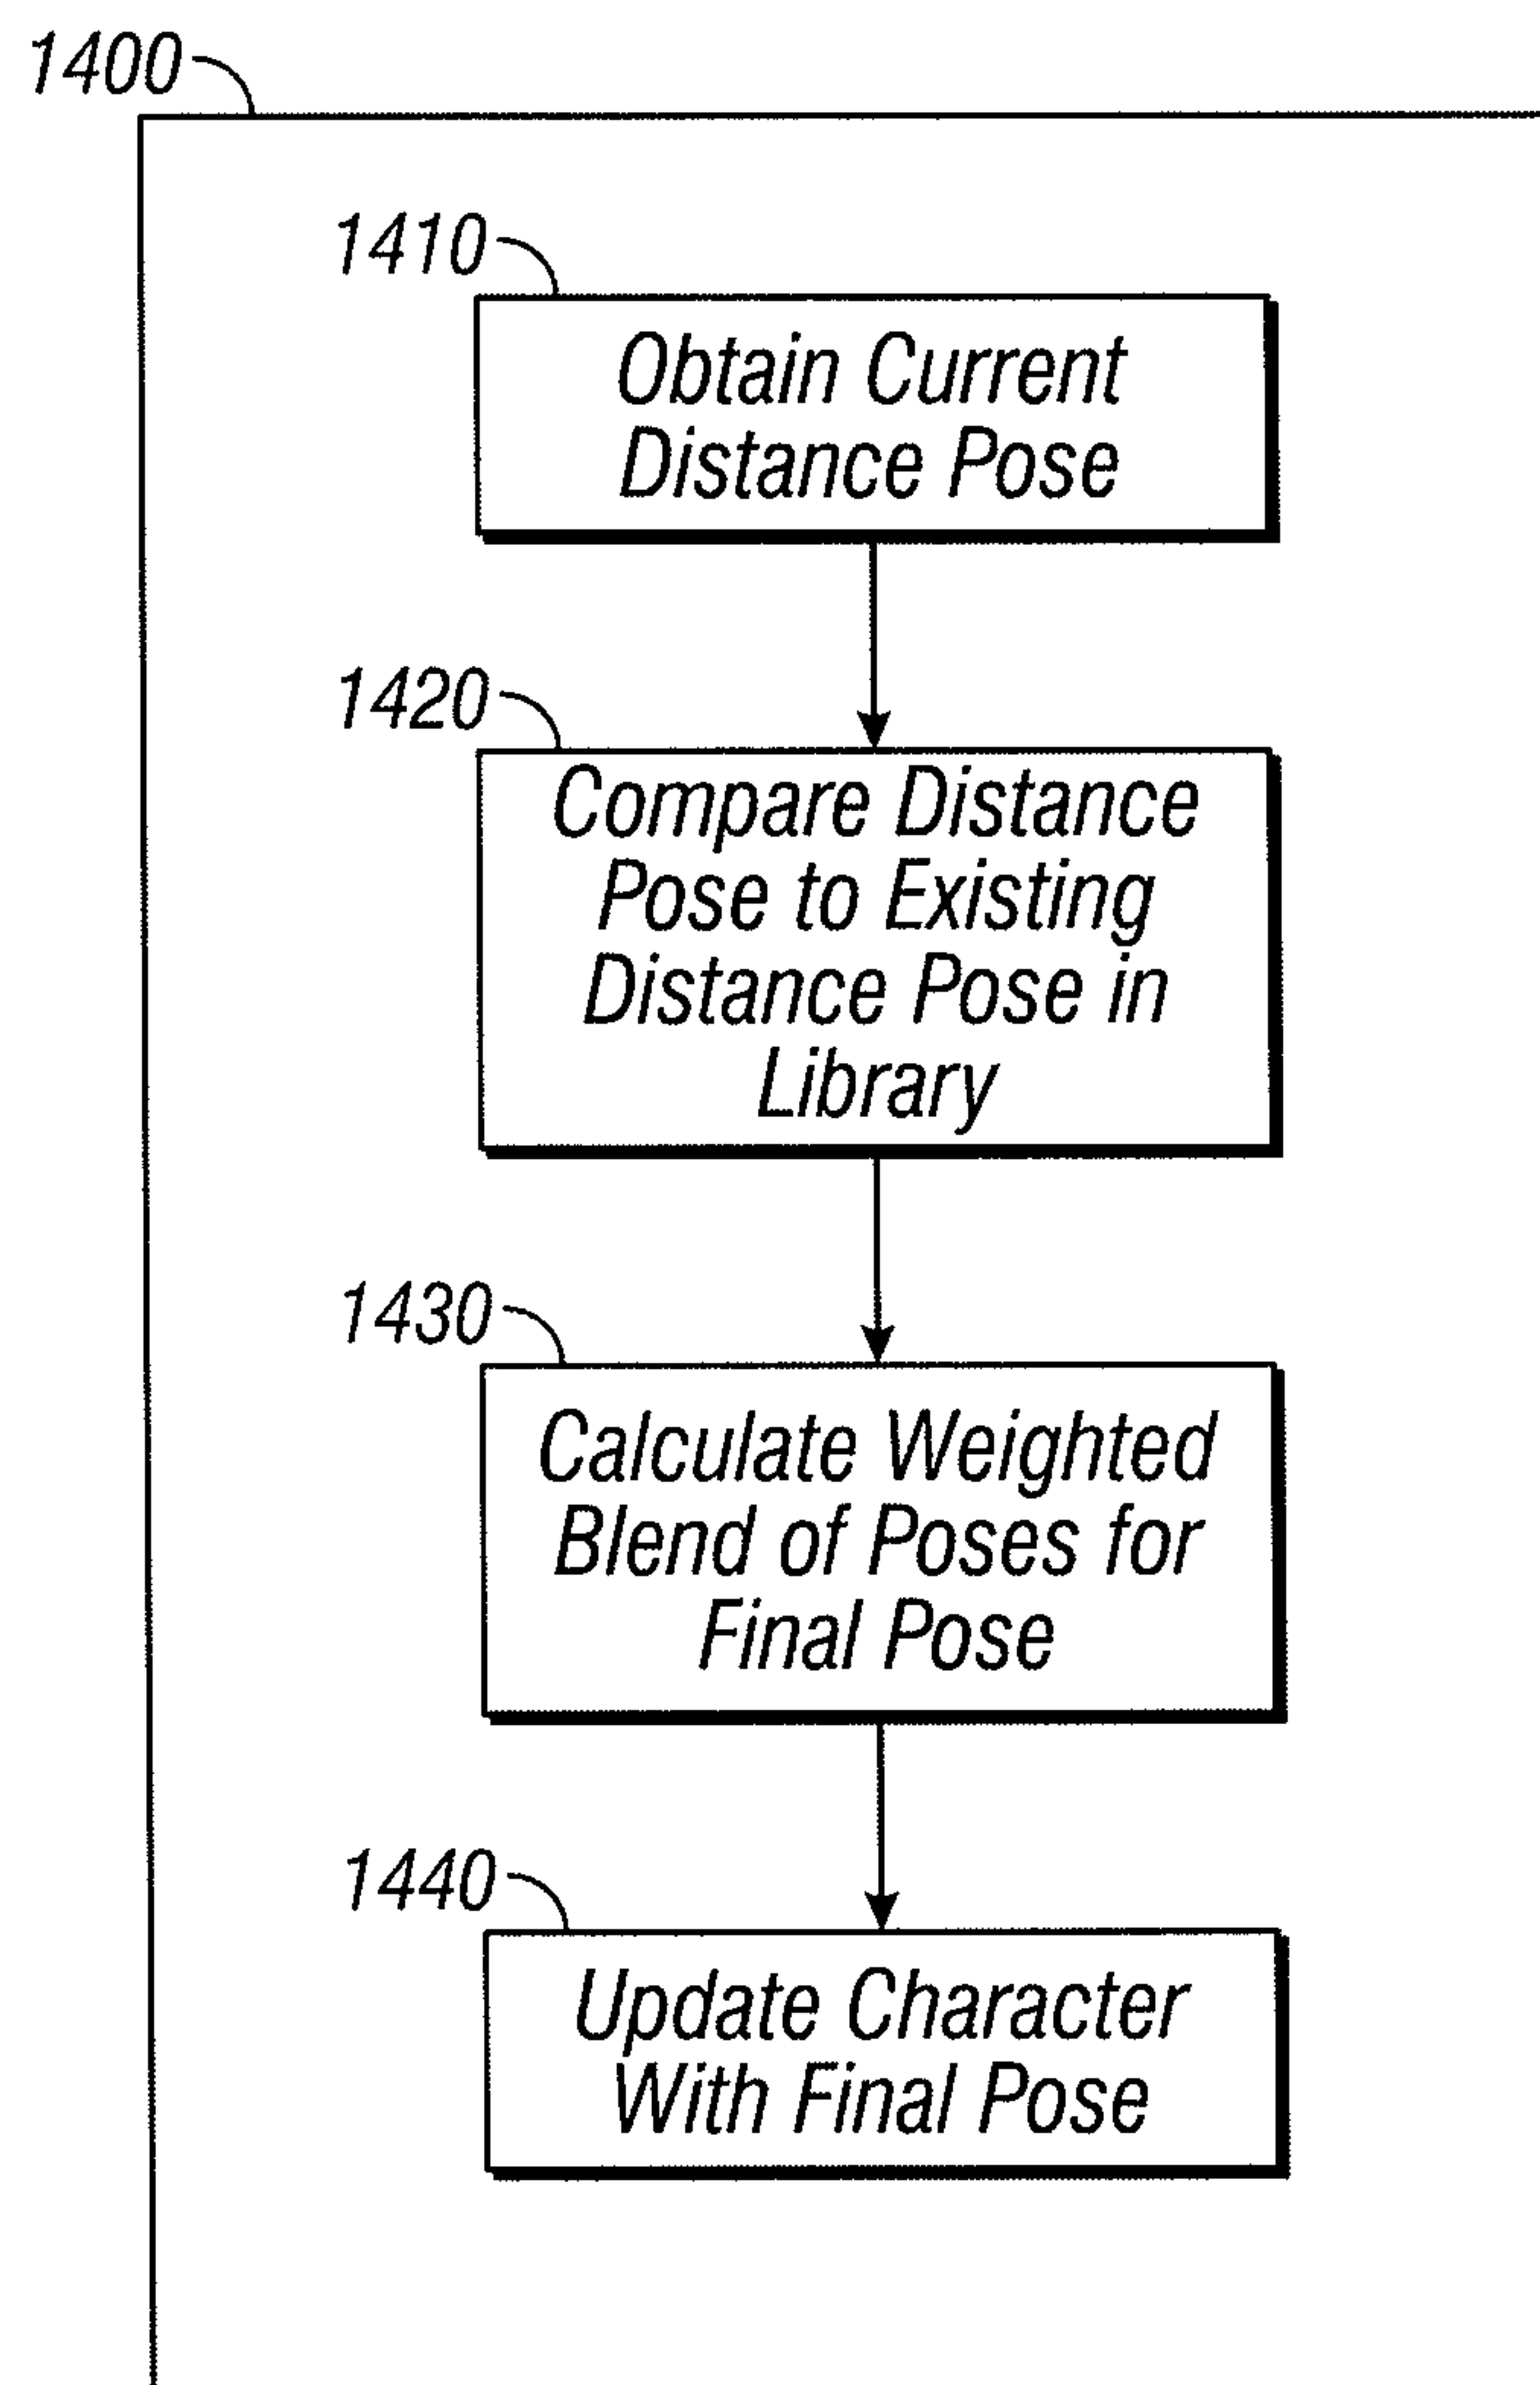 1400
1410
Obtain Current
Distance Pose
1420
Compare Distance
Pose to Existing
Distance Pose in
Library
1430
Calculate Weighted
Blend of Poses for
Final Pose
1440
Update Character
With Final Pose